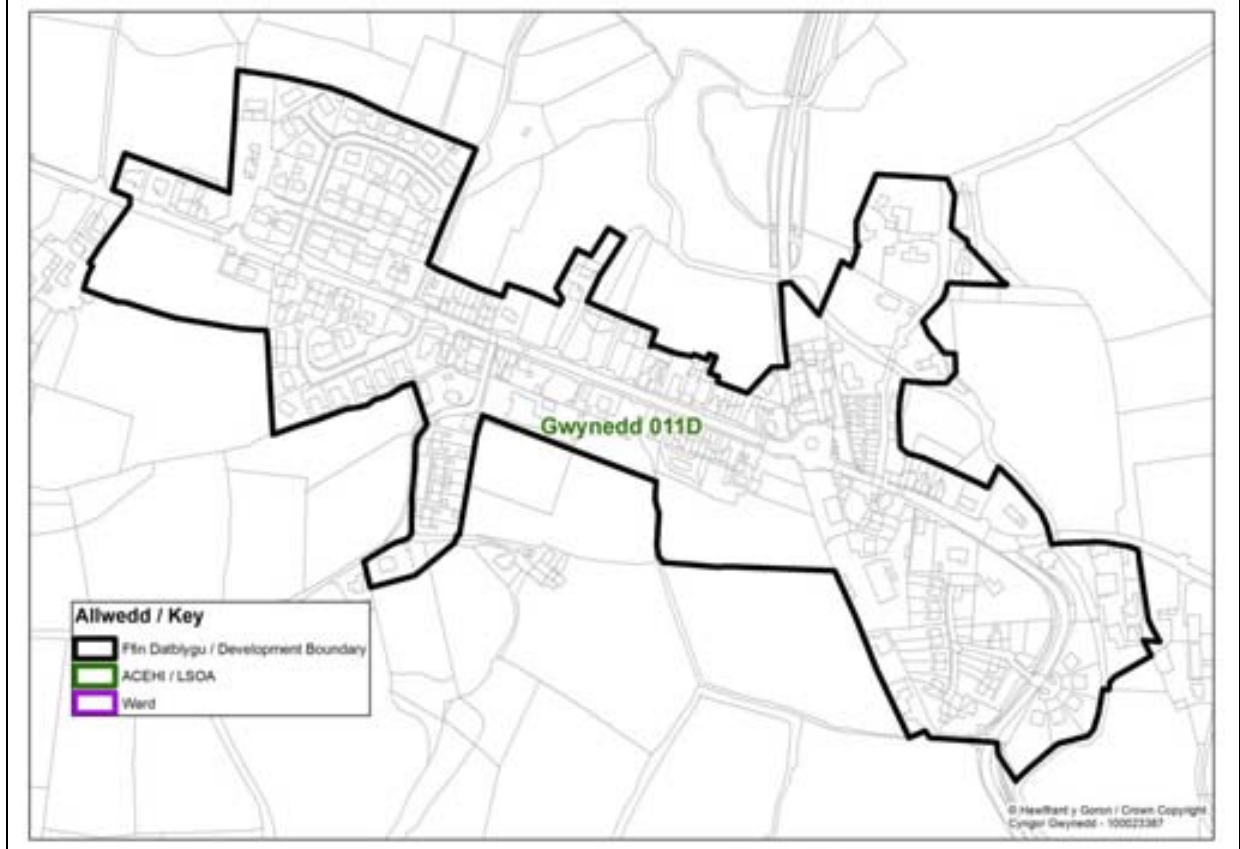 Gwynedd 011D
Allwedd / Key
Ffin Datblygu / Development Boundary
ACEHI / LSOA
Ward
© Hawlfraint y Goron / Crown Copyright
Cyngor Gwynedd - 100023387